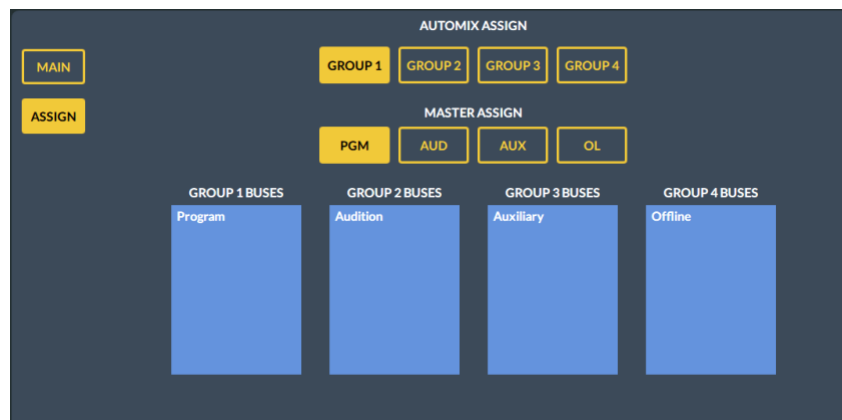 AUTOMIX ASSIGN
MAIN
GROUP 1 GROUP 2 GROUP 3 GROUP 4
ASSIGN
MASTER ASSIGN
PGM AUD AUX OL
GROUP 1 BUSES GROUP 2 BUSES GROUP 3 BUSES GROUP 4 BUSES
Program Audition Auxiliary Offline